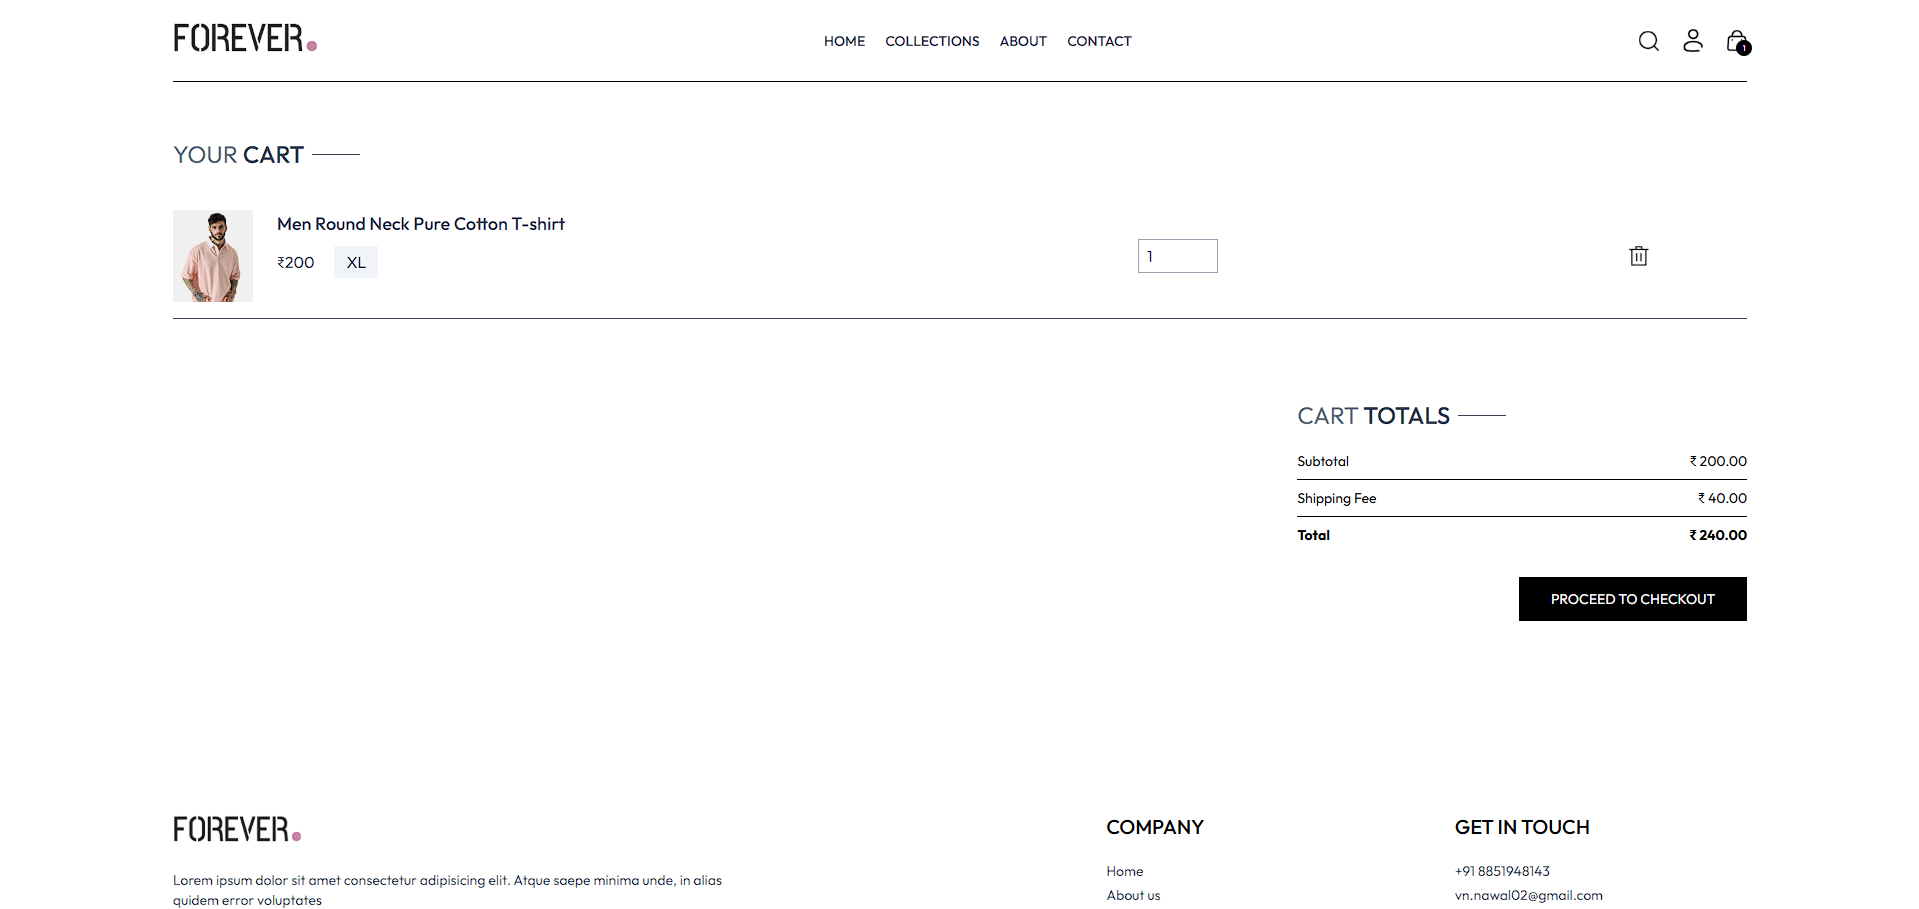 FOREVER.
HOME COLLECTIONS ABOUT CONTACT
1
YOUR CART
Men Round Neck Pure Cotton T-shirt
₹200 XL
1
CART TOTALS
Subtotal ₹ 200.00
Shipping Fee ₹ 40.00
Total ₹ 240.00
PROCEED TO CHECKOUT
FOREVER.
Lorem ipsum dolor sit amet consectetur adipisicing elit. Atque saepe minima unde, in alias
quidem error voluptates
COMPANY
Home
About us
GET IN TOUCH
+91 8851948143
vn.nawal02@gmail.com